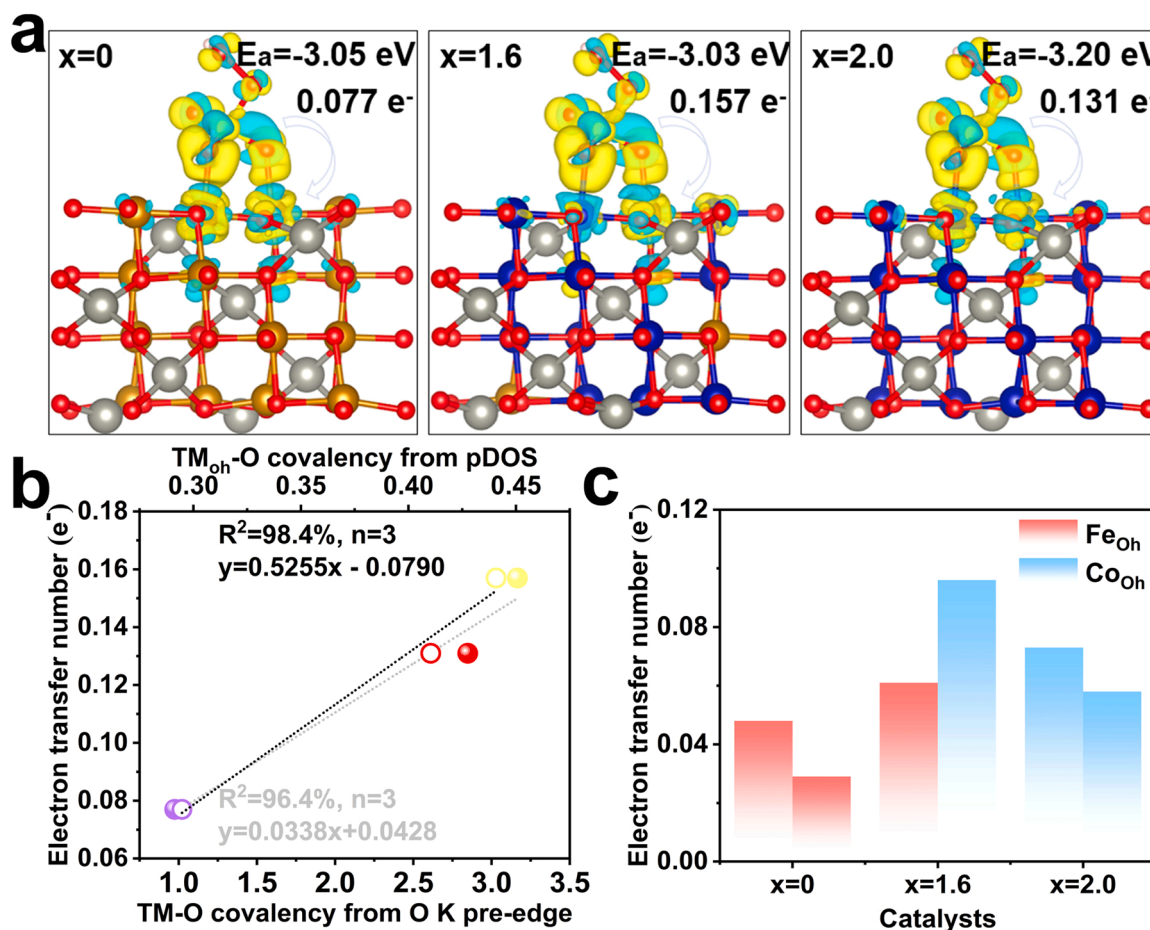 a
x=0
Ea=-3.05 eV
0.077 e-
x=1.6
Ea=-3.03 eV
0.157 e-
x=2.0
Ea=-3.20 eV
0.131 e-
b
TMoh-O covalency from pDOS
0.30 0.35 0.40 0.45
Electron transfer number (e-)
0.18
0.16
0.14
0.12
0.10
0.08
0.06
R²=98.4%, n=3
y=0.5255x - 0.0790
R²=96.4%, n=3
y=0.0338x+0.0428
1.0 1.5 2.0 2.5 3.0 3.5
TM-O covalency from O K pre-edge
c
Electron transfer number (e-)
0.12
0.08
0.04
0.00
FeOh
CoOh
x=0 x=1.6 x=2.0
Catalysts